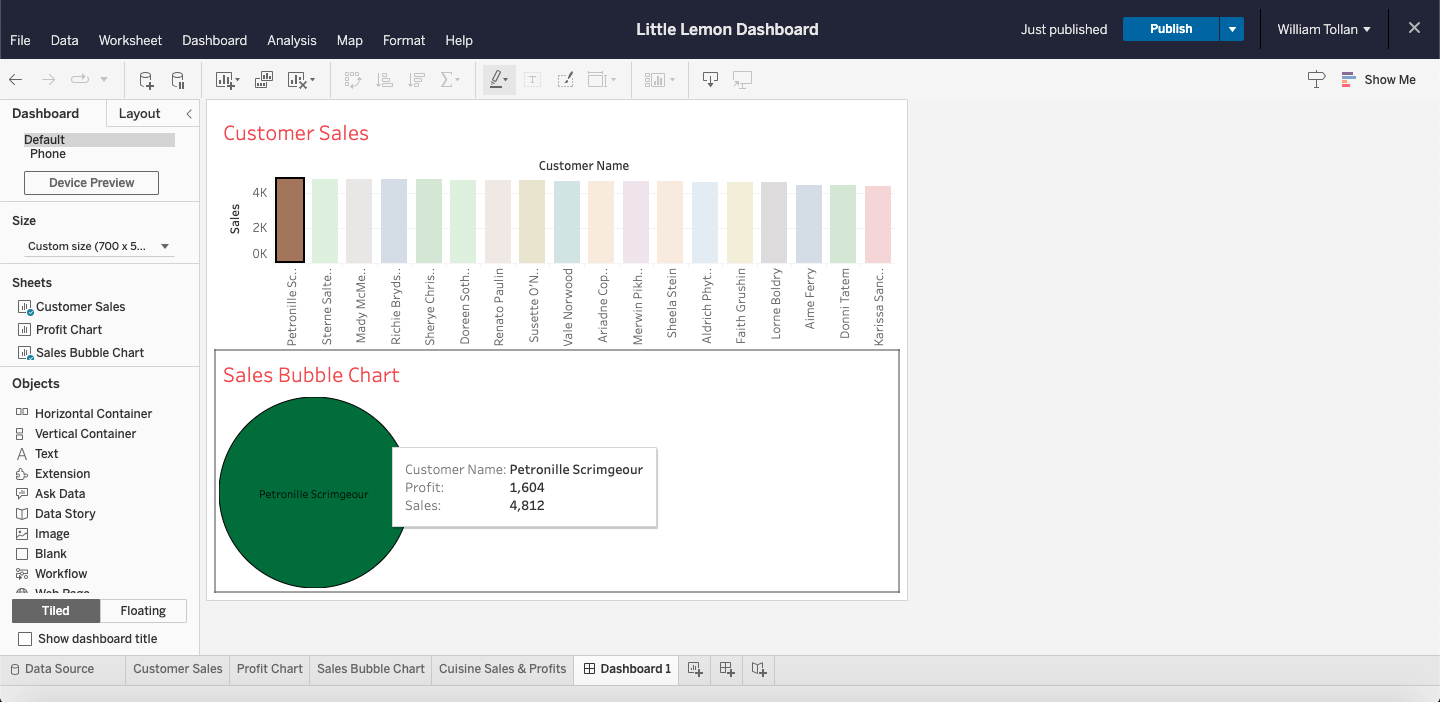 Little Lemon Dashboard
Just published
Publish
William Tollan
File Data Worksheet Dashboard Analysis Map Format Help
Show Me
Dashboard Layout
Default
Phone
Device Preview
Size
Custom size (700 x 5...
Sheets
Customer Sales
Profit Chart
Sales Bubble Chart
Objects
Horizontal Container
Vertical Container
Text
Extension
Ask Data
Data Story
Image
Blank
Workflow
Web Page
Tiled Floating
Show dashboard title
Customer Sales
Customer Name
Sales
4K
2K
0K
Petronille Sc..
Sterne Salte..
Mady McMe..
Richie Bryds..
Sherye Chris..
Doreen Soth..
Renato Paulin
Susette O'N..
Vale Norwood
Ariadne Cop..
Merwin Pikh..
Sheela Stein
Aldrich Phyt..
Faith Grushin
Lorne Boldry
Aime Ferry
Donni Tatem
Karissa Sanc..
Sales Bubble Chart
Petronille Scrimgeour
Customer Name: Petronille Scrimgeour
Profit: 1,604
Sales: 4,812
Data Source Customer Sales Profit Chart Sales Bubble Chart Cuisine Sales & Profits Dashboard 1